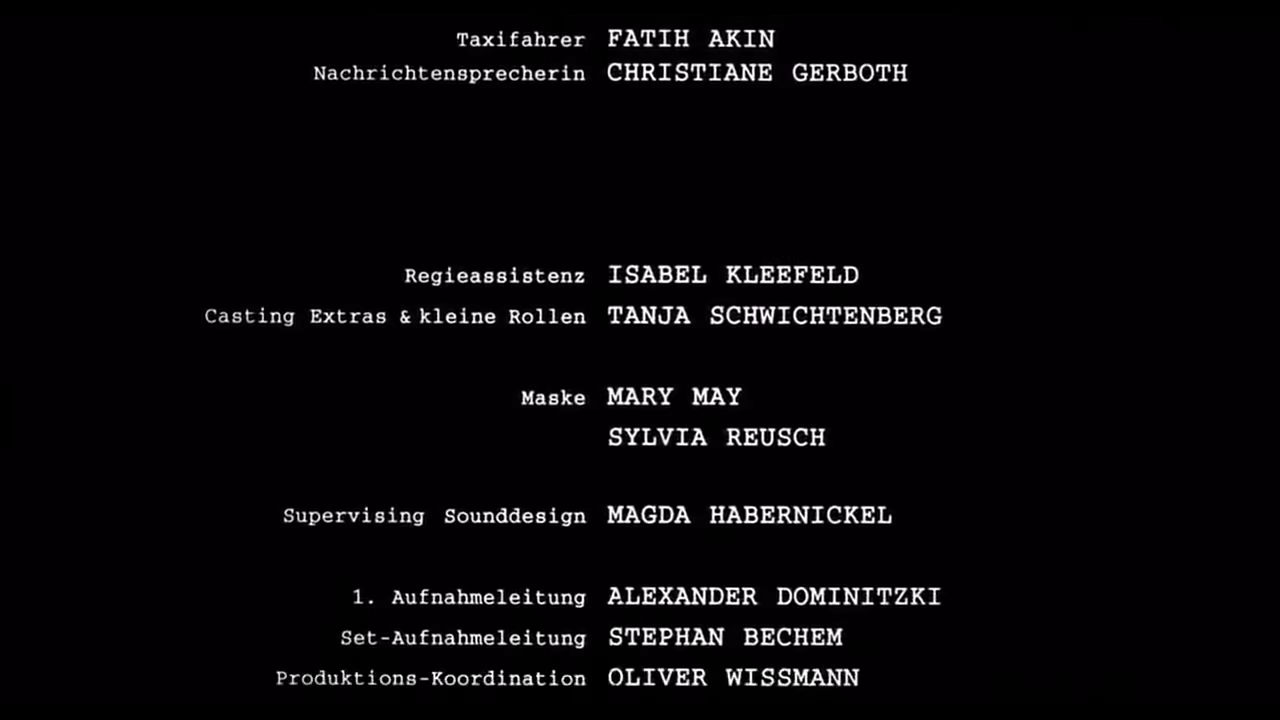 Taxifahrer FATIH AKIN
Nachrichtensprecherin CHRISTIANE GERBOTH
Regieassistenz ISABEL KLEEFELD
Casting Extras & kleine Rollen TANJA SCHWICHTENBERG
Maske MARY MAY
SYLVIA REUSCH
Supervising Sounddesign MAGDA HABERNICKEL
1. Aufnahmeleitung ALEXANDER DOMINITZKI
Set-Aufnahmeleitung STEPHAN BECHEM
Produktions-Koordination OLIVER WISSMANN